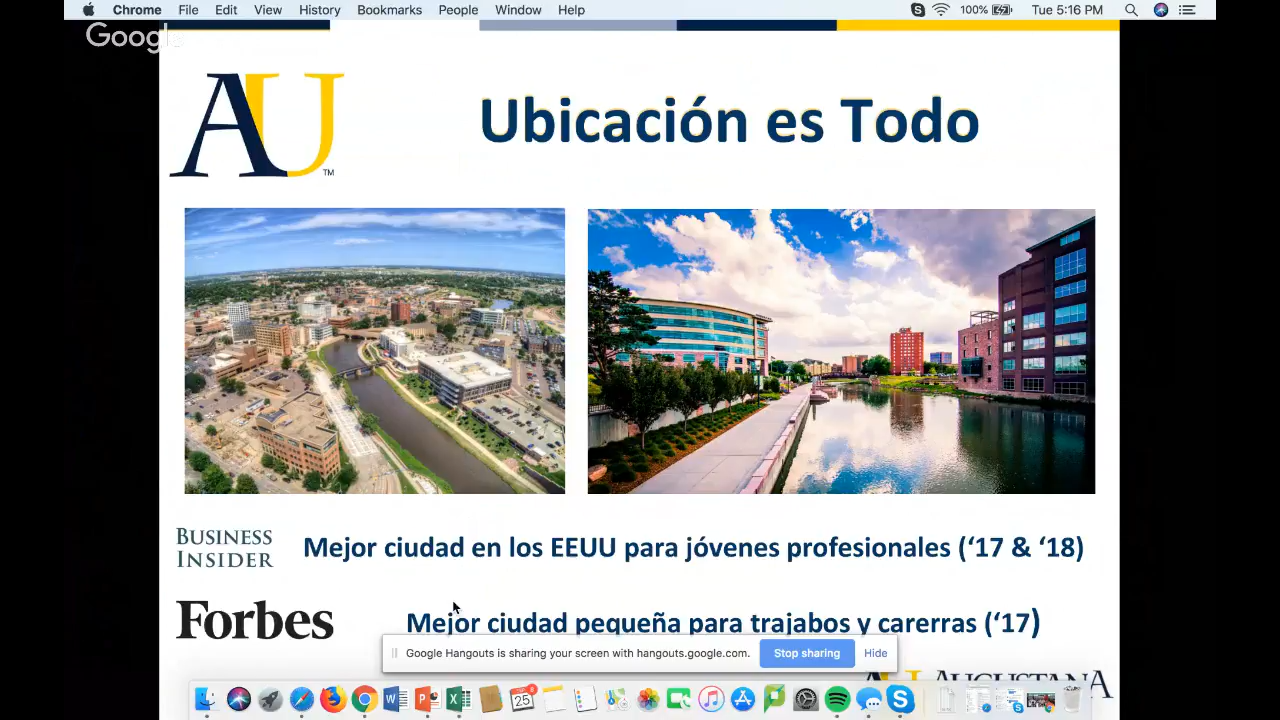 Chrome File Edit View History Bookmarks People Window Help 100% Tue 5:16 PM
Google
AU
TM
Ubicación es Todo
BUSINESS
INSIDER
Mejor ciudad en los EEUU para jóvenes profesionales (‘17 & ‘18)
Forbes
Mejor ciudad pequeña para trajabos y carerras (‘17)
Google Hangouts is sharing your screen with hangouts.google.com. Stop sharing Hide
AUGUSTANA
25